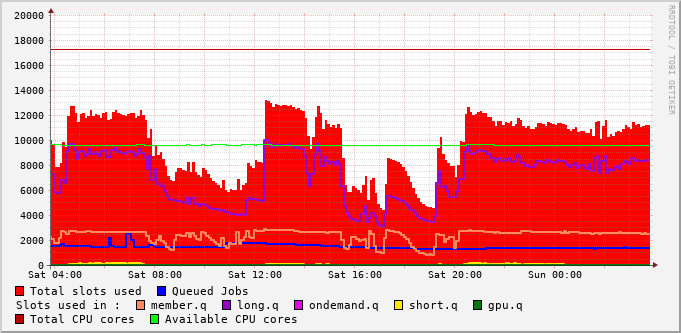 20000
18000
16000
14000
12000
10000
8000
6000
4000
2000
0
Sat 04:00 Sat 08:00 Sat 12:00 Sat 16:00 Sat 20:00 Sun 00:00
Total slots used Queued Jobs
Slots used in : member.q long.q ondemand.q short.q gpu.q
Total CPU cores Available CPU cores
RRDTOOL / TOBI OETIKER